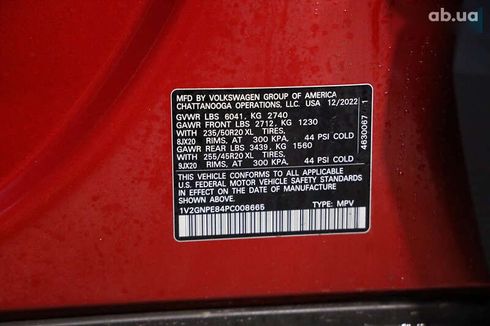 ab.ua
MFD BY VOLKSWAGEN GROUP OF AMERICA
CHATTANOOGA OPERATIONS, LLC. USA 12/2022
GVWR LBS 6041, KG 2740
GAWR FRONT LBS 2712, KG 1230
235/50R20 XL TIRES,
8JX20 RIMS, AT 300 KPA, 44 PSI COLD
GAWR REAR LBS 3439, KG 1560
255/45R20 XL TIRES,
9JX20 RIMS, AT 300 KPA, 44 PSI COLD
THIS VEHICLE CONFORMS TO ALL APPLICABLE
U.S. FEDERAL MOTOR VEHICLE SAFETY STANDARDS
IN EFFECT ON THE DATE OF MANUFACTURE
SHOWN ABOVE.
1V2GNPE84PC008665 TYPE: MPV
4630067 1